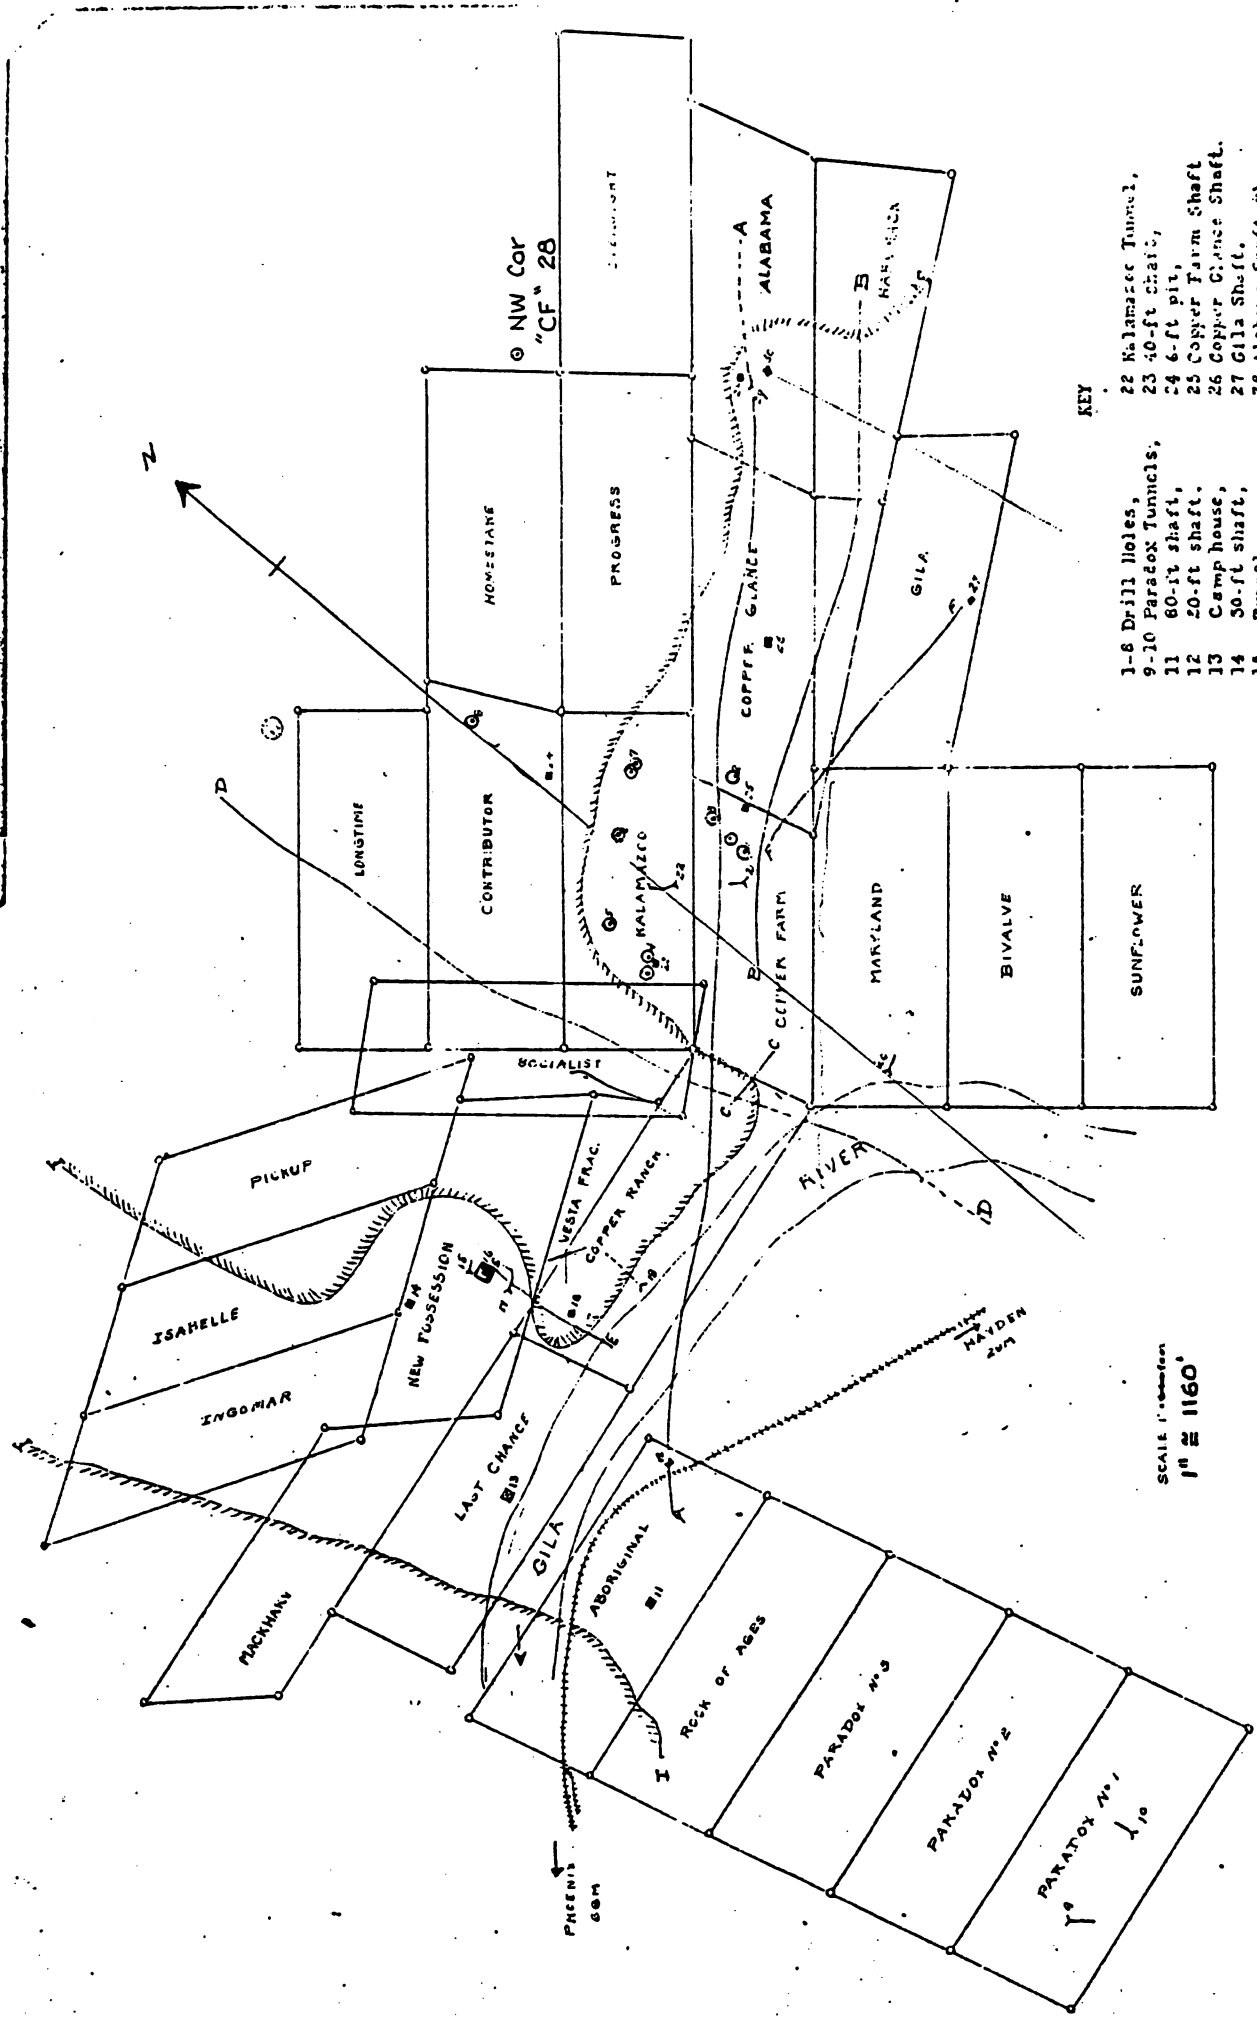 N
NW Cor
"CF" 28
ALABAMA
HOMESTAKE
PROGRESS
COPPER GLANCE
GILA
LONGTIME
CONTRIBUTOR
KALAMAZOO
COPPER FARM
MARYLAND
BIVALVE
SUNFLOWER
SOCIALIST
PICKUP
VESTA FRAC.
COPPER RANCH
RIVER
ISABELLE
NEW POSSESSION
INGOMAR
LAST CHANCE
GILA
MACKHAKY
ABORIGINAL
ROCK OF AGES
PARADOX Nº 3
PARADOX Nº 2
PARADOX Nº 1
HAYDEN
20M
PHOENIX
60M
SCALE
1" ≅ 1160'
KEY
1-8 Drill Holes,
9-10 Paradox Tunnels,
11 80-ft shaft,
12 20-ft shaft.
13 Camp house,
14 30-ft shaft,
22 Kalamazoo Tunnel,
23 40-ft shaft,
24 6-ft pit,
25 Copper Farm Shaft
26 Copper Glance Shaft.
27 Gila Shaft.